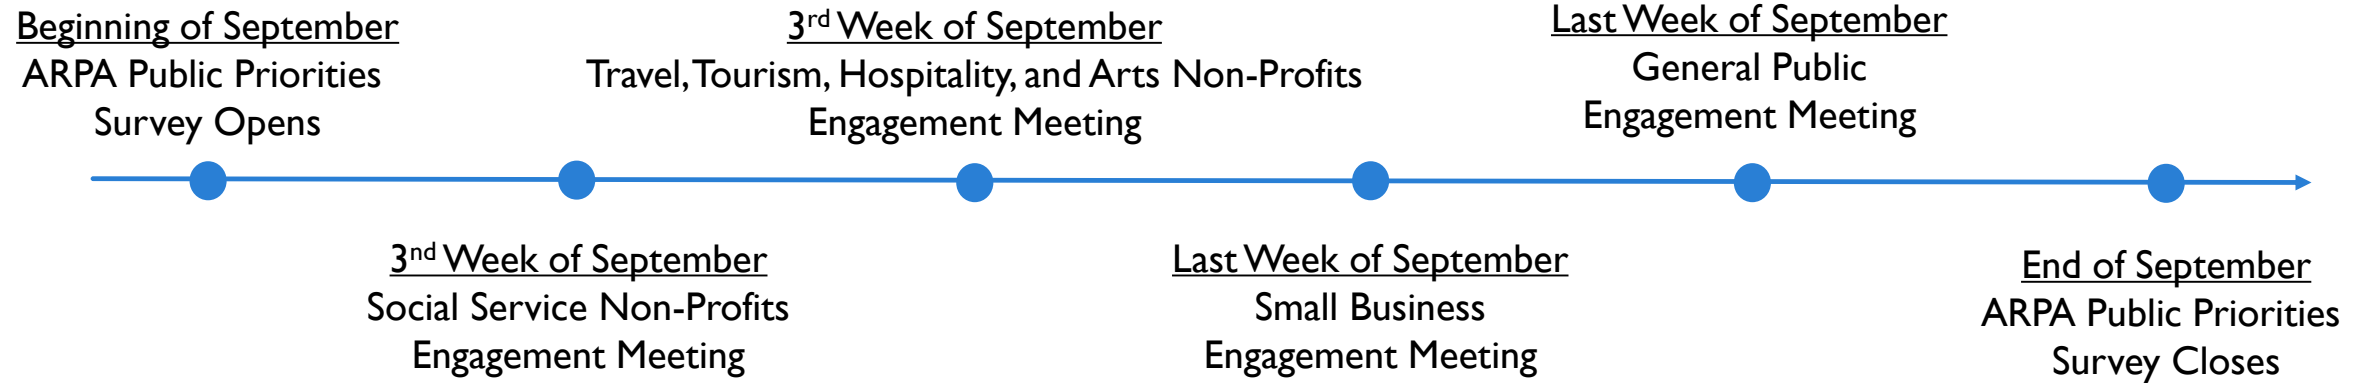 Beginning of September
ARPA Public Priorities
Survey Opens
3nd Week of September
Social Service Non-Profits
Engagement Meeting
3rd Week of September
Travel, Tourism, Hospitality, and Arts Non-Profits
Engagement Meeting
Last Week of September
Small Business
Engagement Meeting
Last Week of September
General Public
Engagement Meeting
End of September
ARPA Public Priorities
Survey Closes